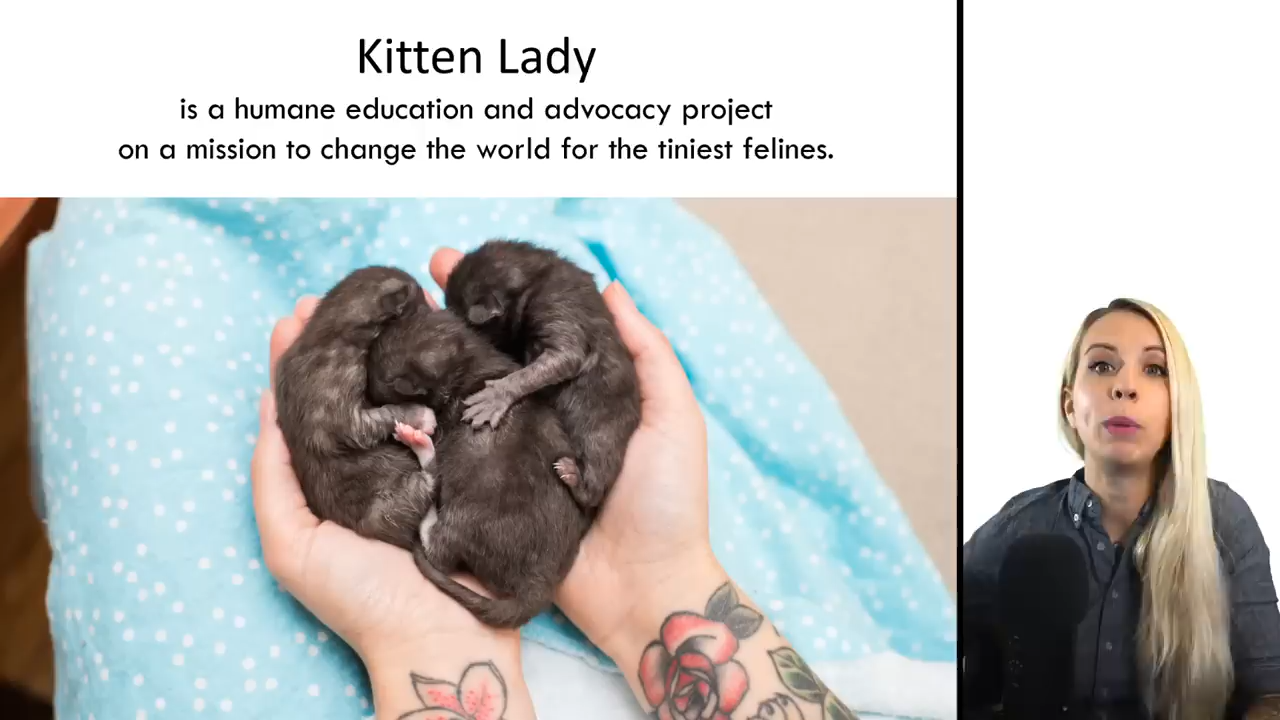 Kitten Lady
is a humane education and advocacy project
on a mission to change the world for the tiniest felines.